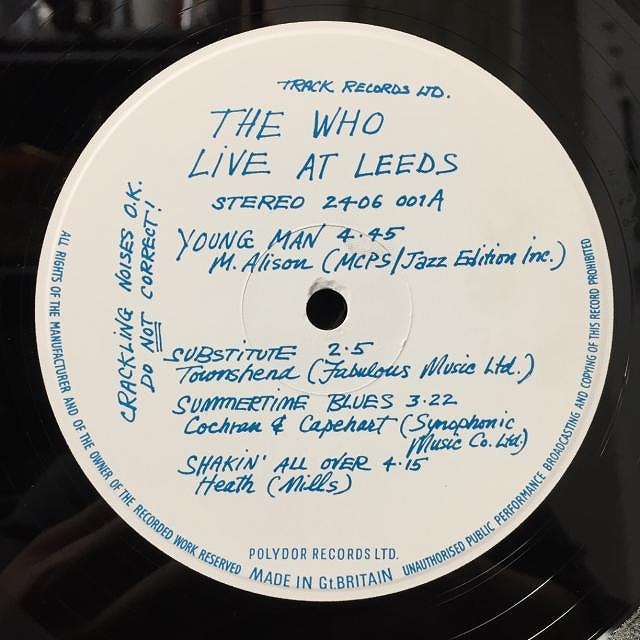 TRACK RECORDS LTD.
THE WHO
LIVE AT LEEDS
STEREO 2406 001A
YOUNG MAN 4.45
M. Alison (MCPS/Jazz Edition Inc.)
SUBSTITUTE 2.5
Townshend (Fabulous Music Ltd.)
SUMMERTIME BLUES 3.22
Cochran & Capehart (Synophonic
Music Co. Ltd.)
SHAKIN' ALL OVER 4.15
Heath (Mills)
CRACKLING NOISES O.K.
DO NOT CORRECT!
POLYDOR RECORDS LTD.
ALL RIGHTS OF THE MANUFACTURER AND OF THE OWNER OF THE RECORDED WORK RESERVED
MADE IN Gt. BRITAIN
UNAUTHORISED PUBLIC PERFORMANCE BROADCASTING AND COPYING OF THIS RECORD PROHIBITED